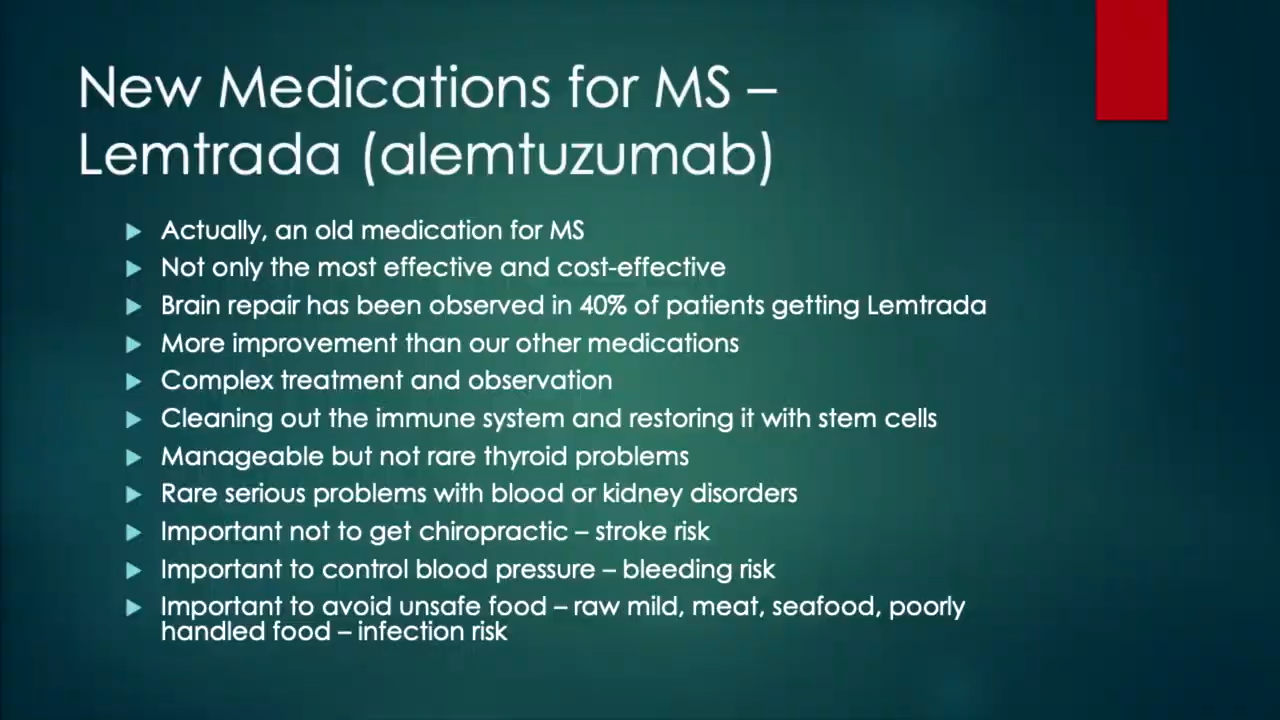 New Medications for MS –
Lemtrada (alemtuzumab)
Actually, an old medication for MS
Not only the most effective and cost-effective
Brain repair has been observed in 40% of patients getting Lemtrada
More improvement than our other medications
Complex treatment and observation
Cleaning out the immune system and restoring it with stem cells
Manageable but not rare thyroid problems
Rare serious problems with blood or kidney disorders
Important not to get chiropractic – stroke risk
Important to control blood pressure – bleeding risk
Important to avoid unsafe food – raw mild, meat, seafood, poorly
handled food – infection risk